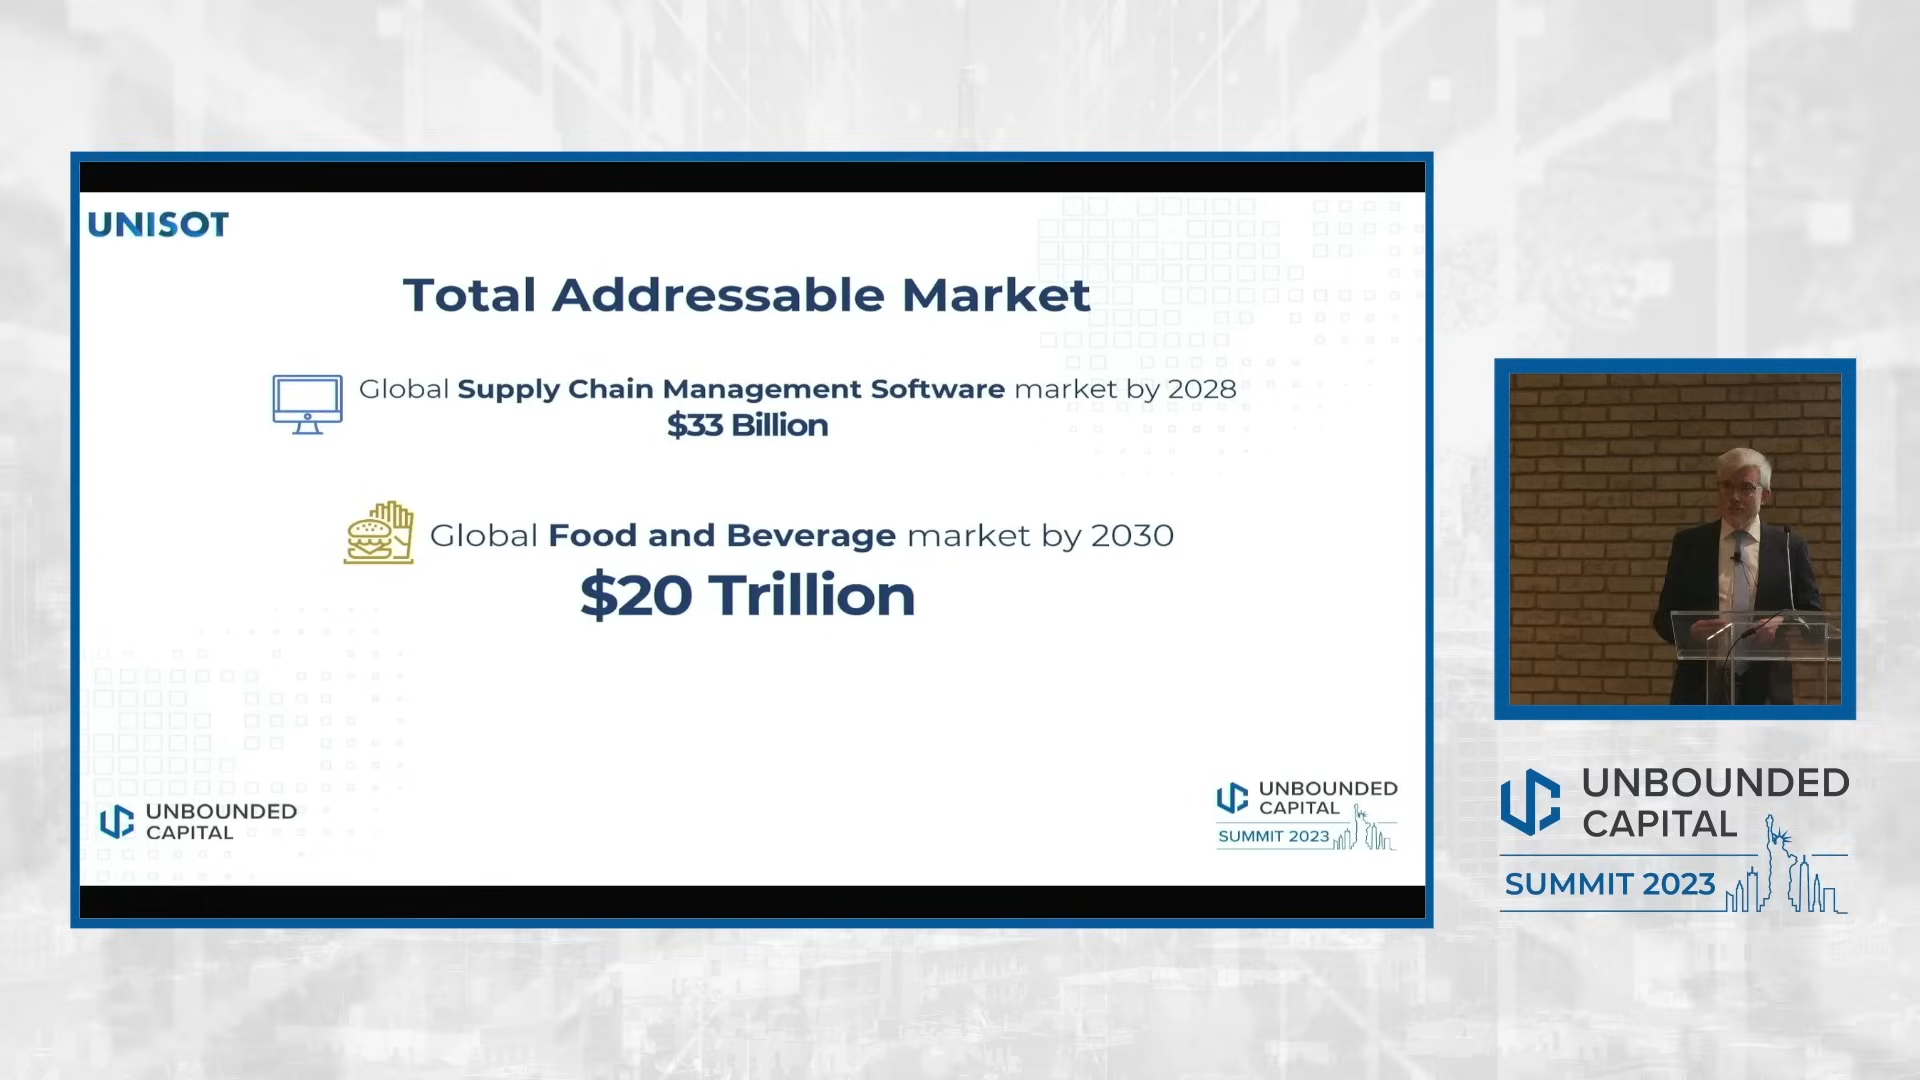 UNISOT
Total Addressable Market
Global Supply Chain Management Software market by 2028
$33 Billion
Global Food and Beverage market by 2030
$20 Trillion
UNBOUNDED
CAPITAL
UNBOUNDED
CAPITAL
SUMMIT 2023
UNBOUNDED
CAPITAL
SUMMIT 2023